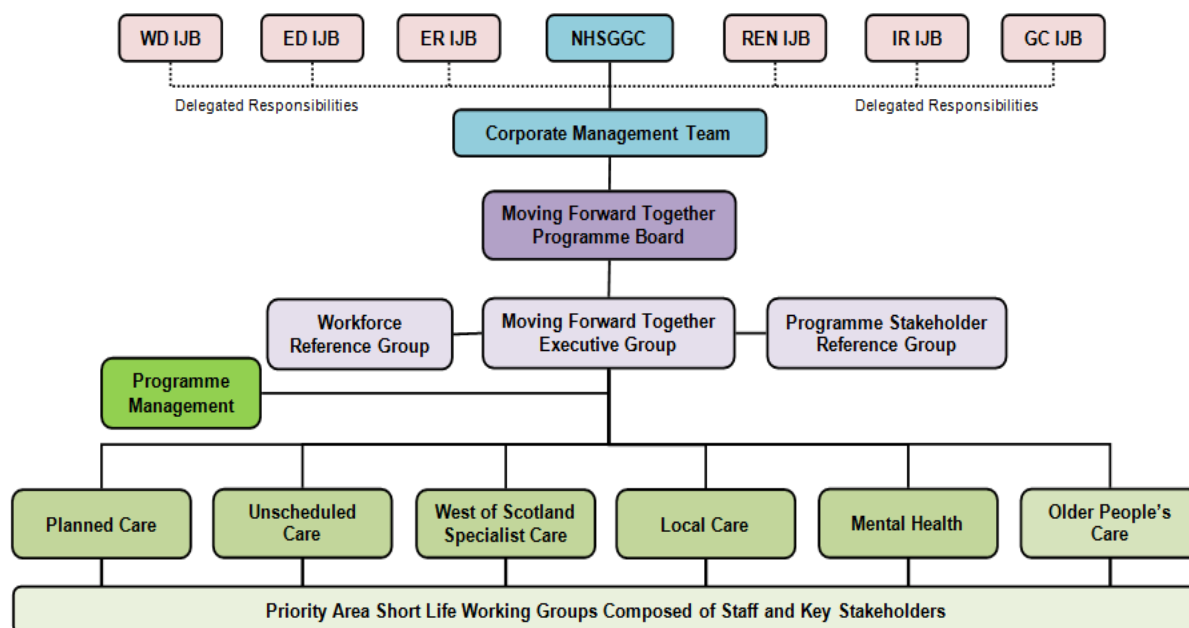 WD IJB
ED IJB
ER IJB
NHSGGC
REN IJB
IR IJB
GC IJB
Delegated Responsibilities
Delegated Responsibilities
Corporate Management Team
Moving Forward Together
Programme Board
Workforce
Reference Group
Moving Forward Together
Executive Group
Programme Stakeholder
Reference Group
Programme
Management
Planned Care
Unscheduled
Care
West of Scotland
Specialist Care
Local Care
Mental Health
Older People's
Care
Priority Area Short Life Working Groups Composed of Staff and Key Stakeholders